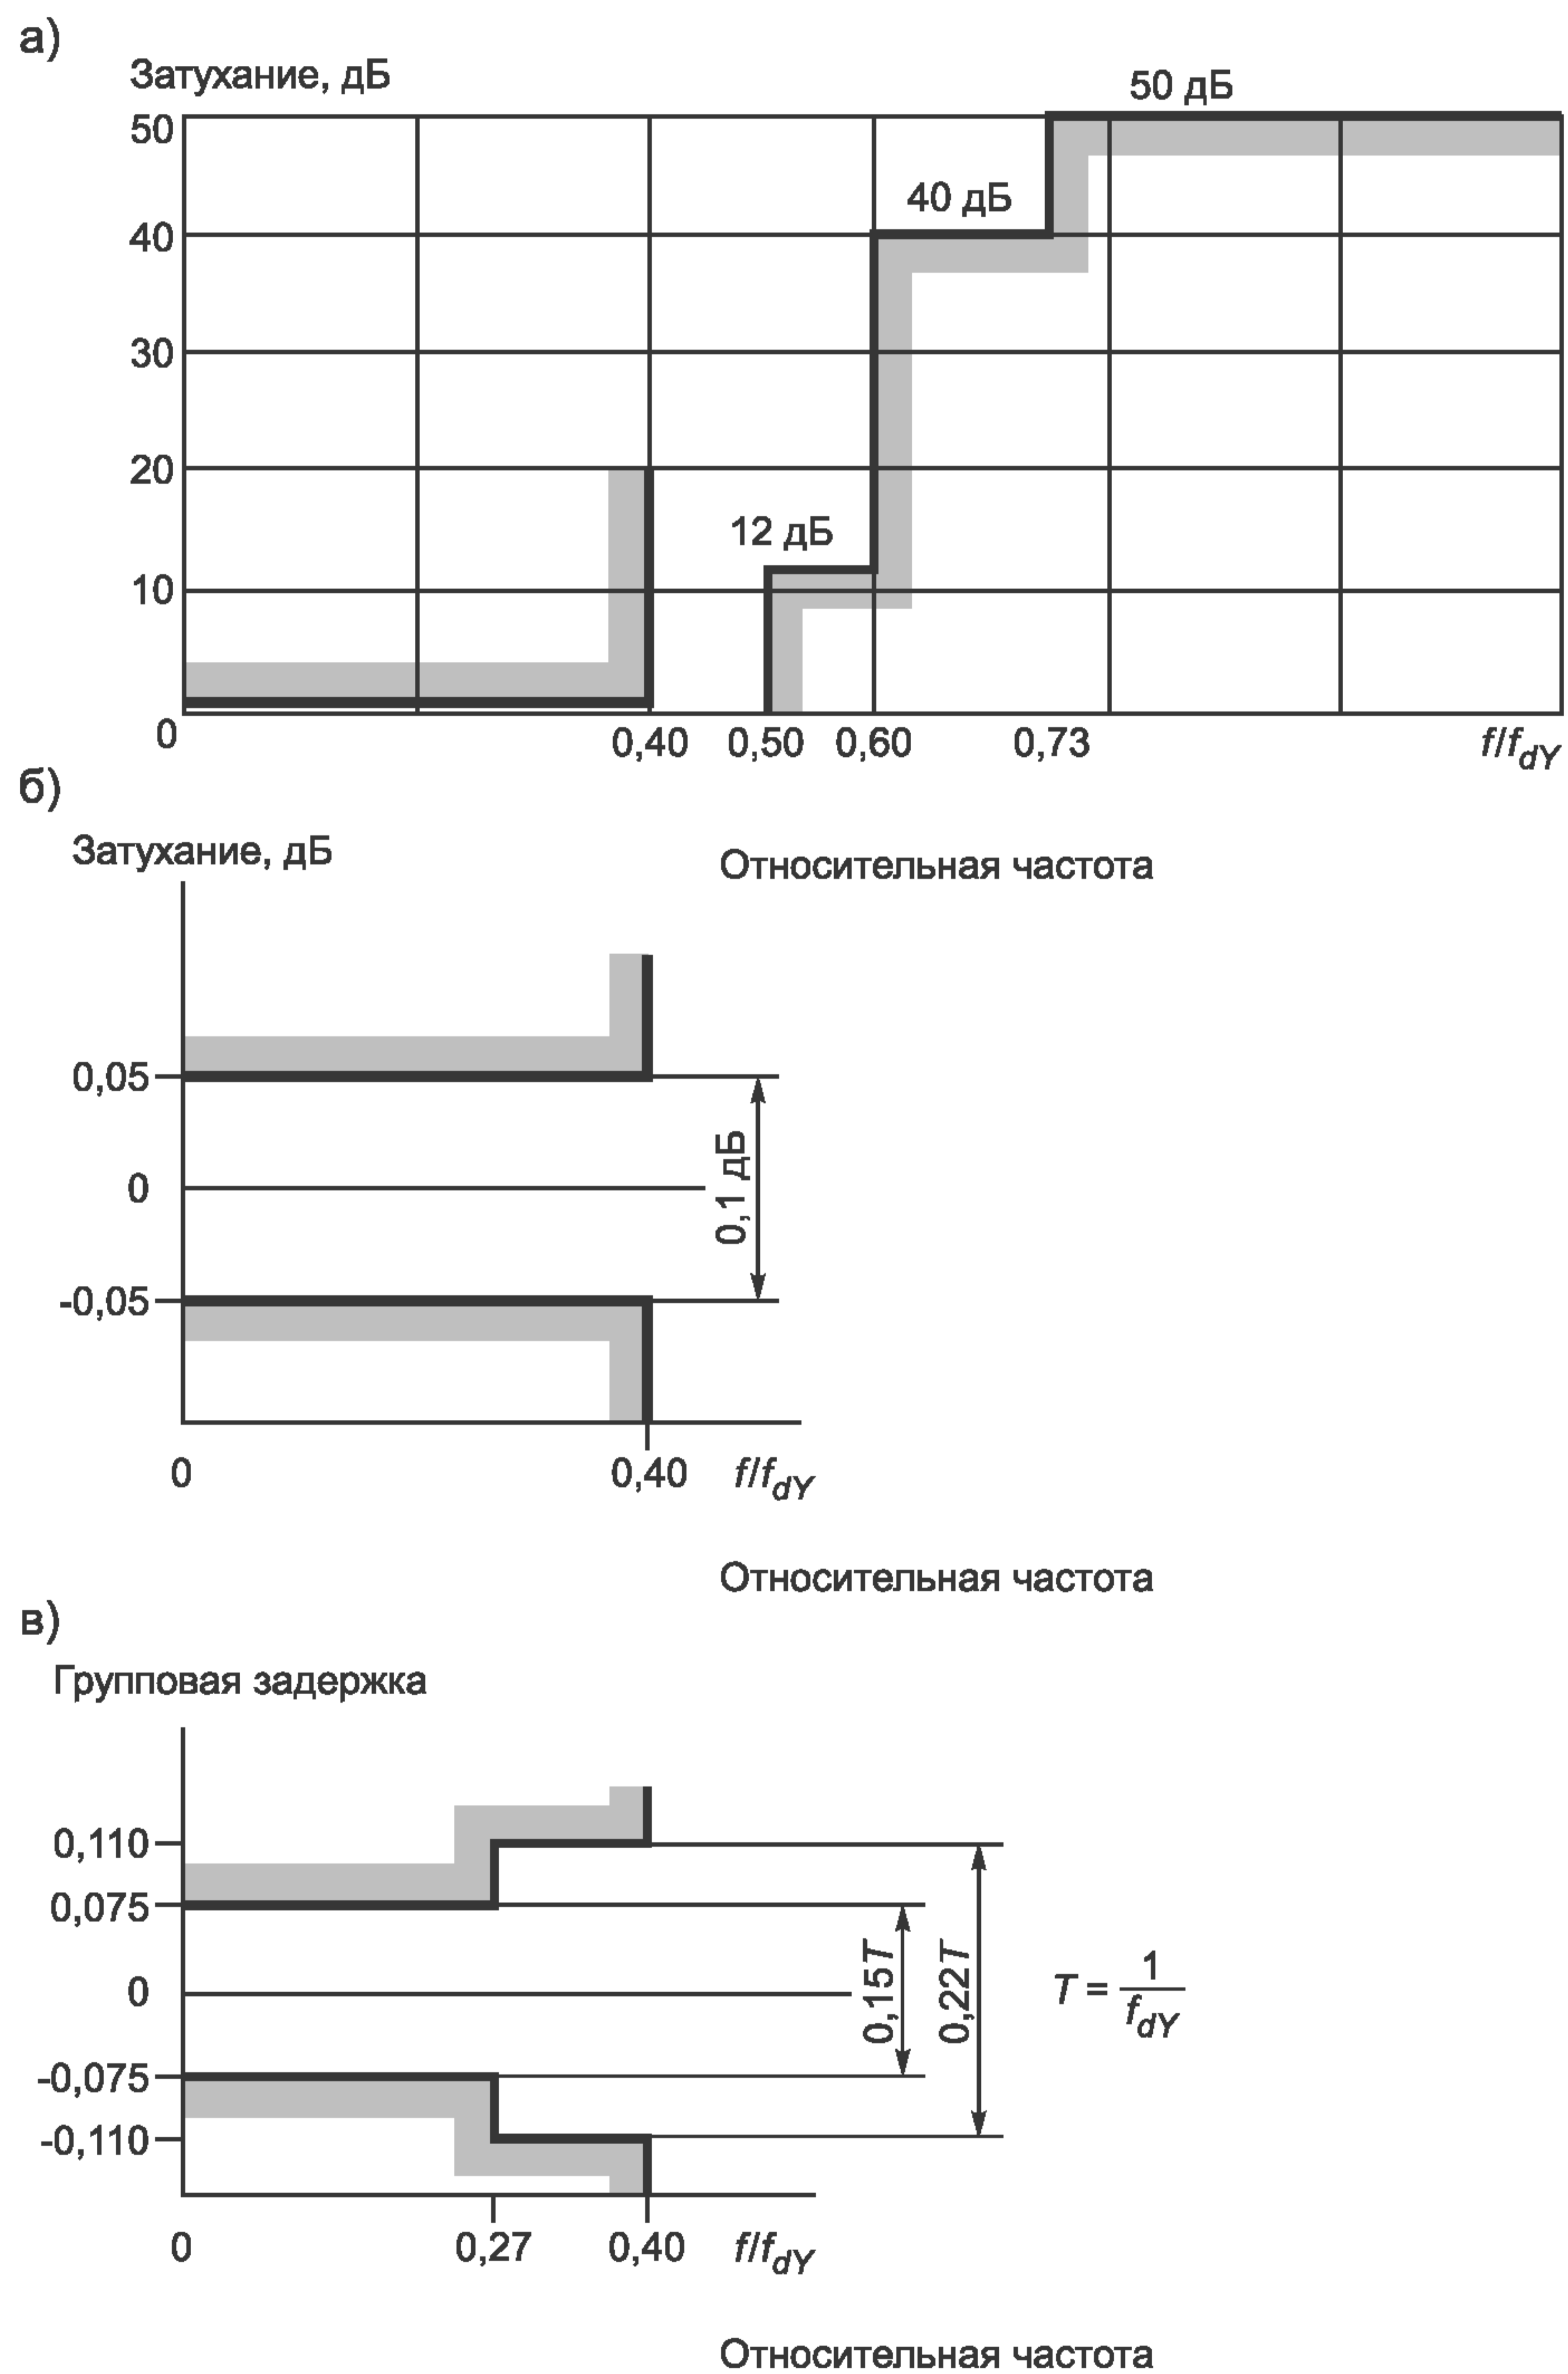 а)
Затухание, дБ
50 дБ
50
40 дБ
40
30
20
12 дБ
10
0
0,40 0,50 0,60 0,73 f/fdY
б)
Затухание, дБ
Относительная частота
0,05
0,1 дБ
0
-0,05
0 0,40 f/fdY
Относительная частота
в)
Групповая задержка
0,110
0,075
0,15T
0,22T
T = 1/fdY
0
-0,075
-0,110
0 0,27 0,40 f/fdY
Относительная частота